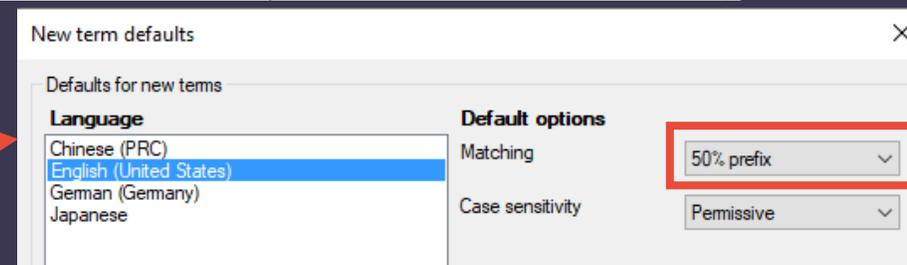 New term defaults
Defaults for new terms
Language
Chinese (PRC)
English (United States)
German (Germany)
Japanese
Default options
Matching
50% prefix
Case sensitivity
Permissive